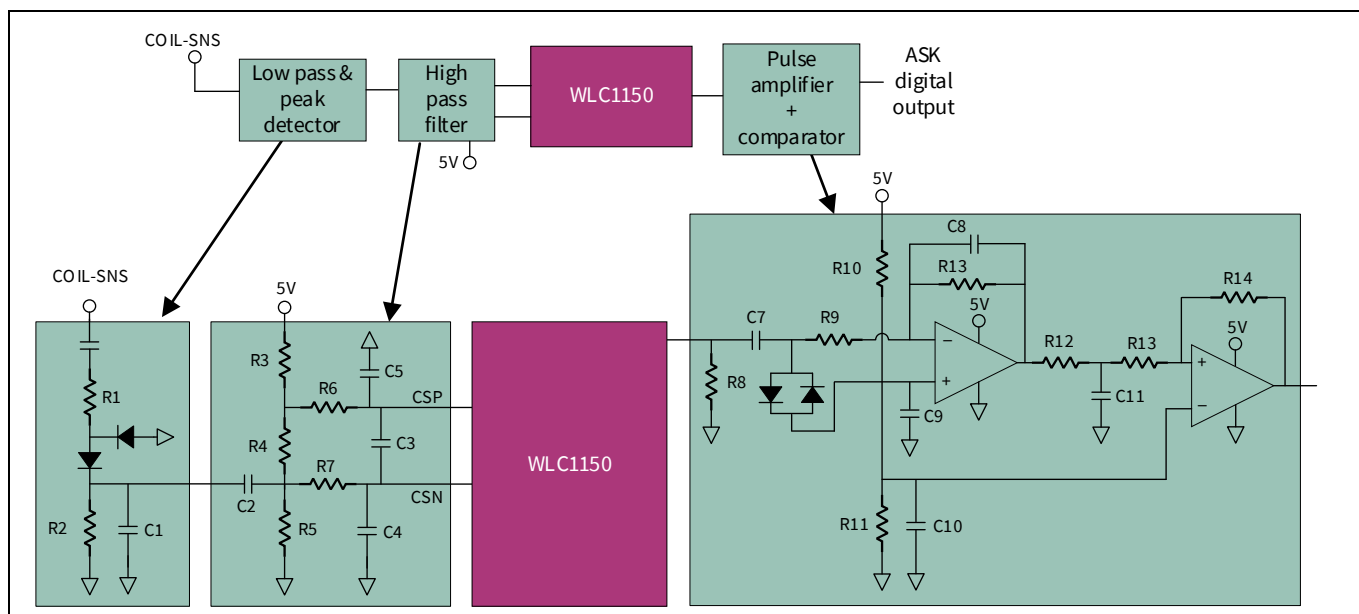 COIL-SNS
Low pass &
peak
detector
High
pass
filter
5V
WLC1150
Pulse
amplifier
+
comparator
ASK
digital
output
COIL-SNS
R1
R2
C1
5V
R3
R4
R5
C2
R6
R7
C5
C3
C4
CSP
CSN
WLC1150
5V
R10
R8
C7
R9
C8
R13
5V
−
+
C9
R11
C10
R12
R13
C11
R14
5V
+
−